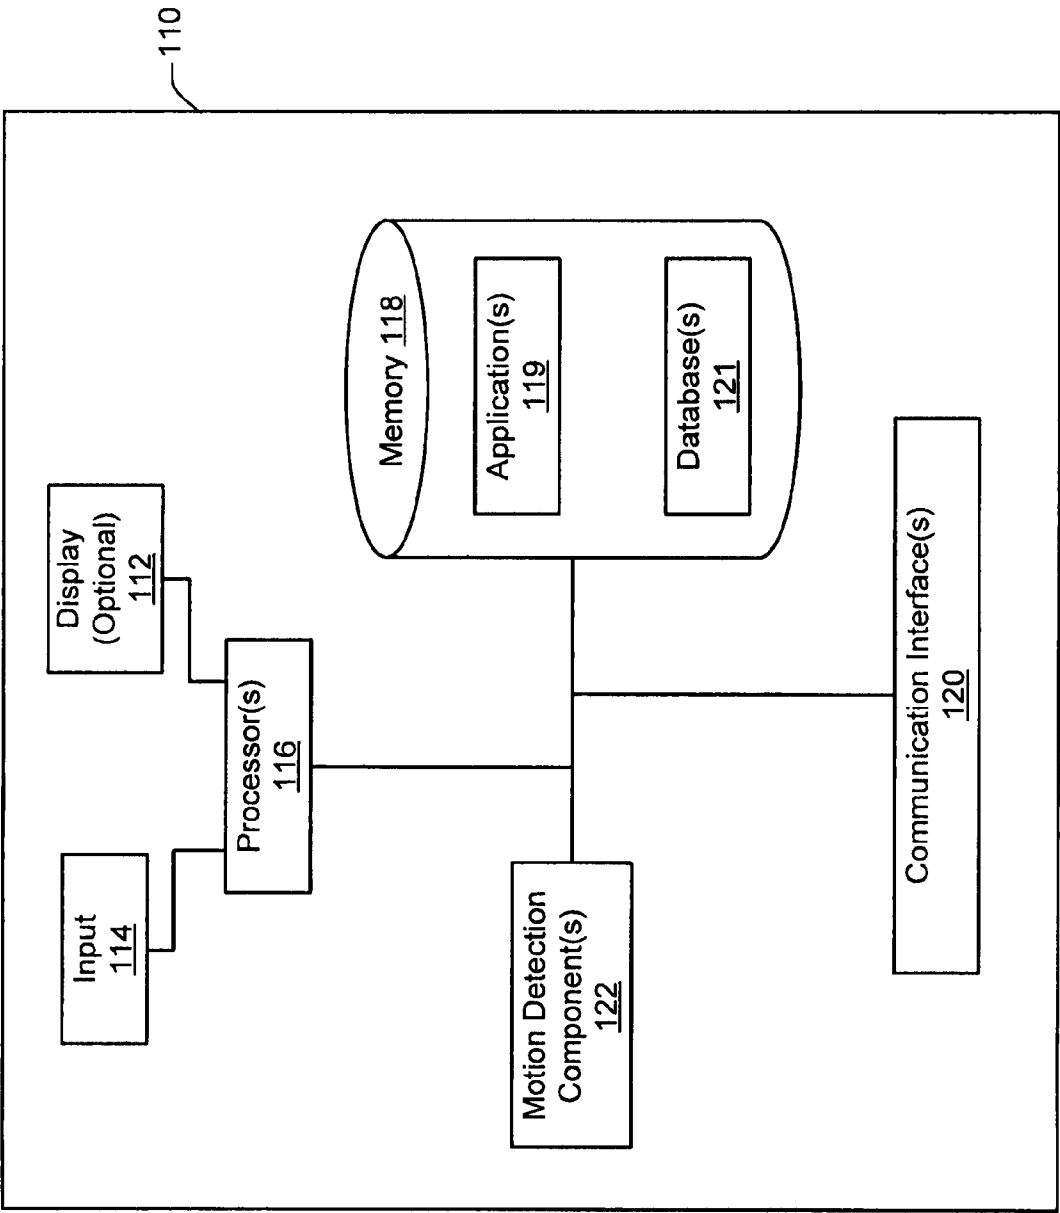 110
Input
114
Display
(Optional)
112
Processor(s)
116
Memory 118
Application(s)
119
Database(s)
121
Motion Detection
Component(s)
122
Communication Interface(s)
120